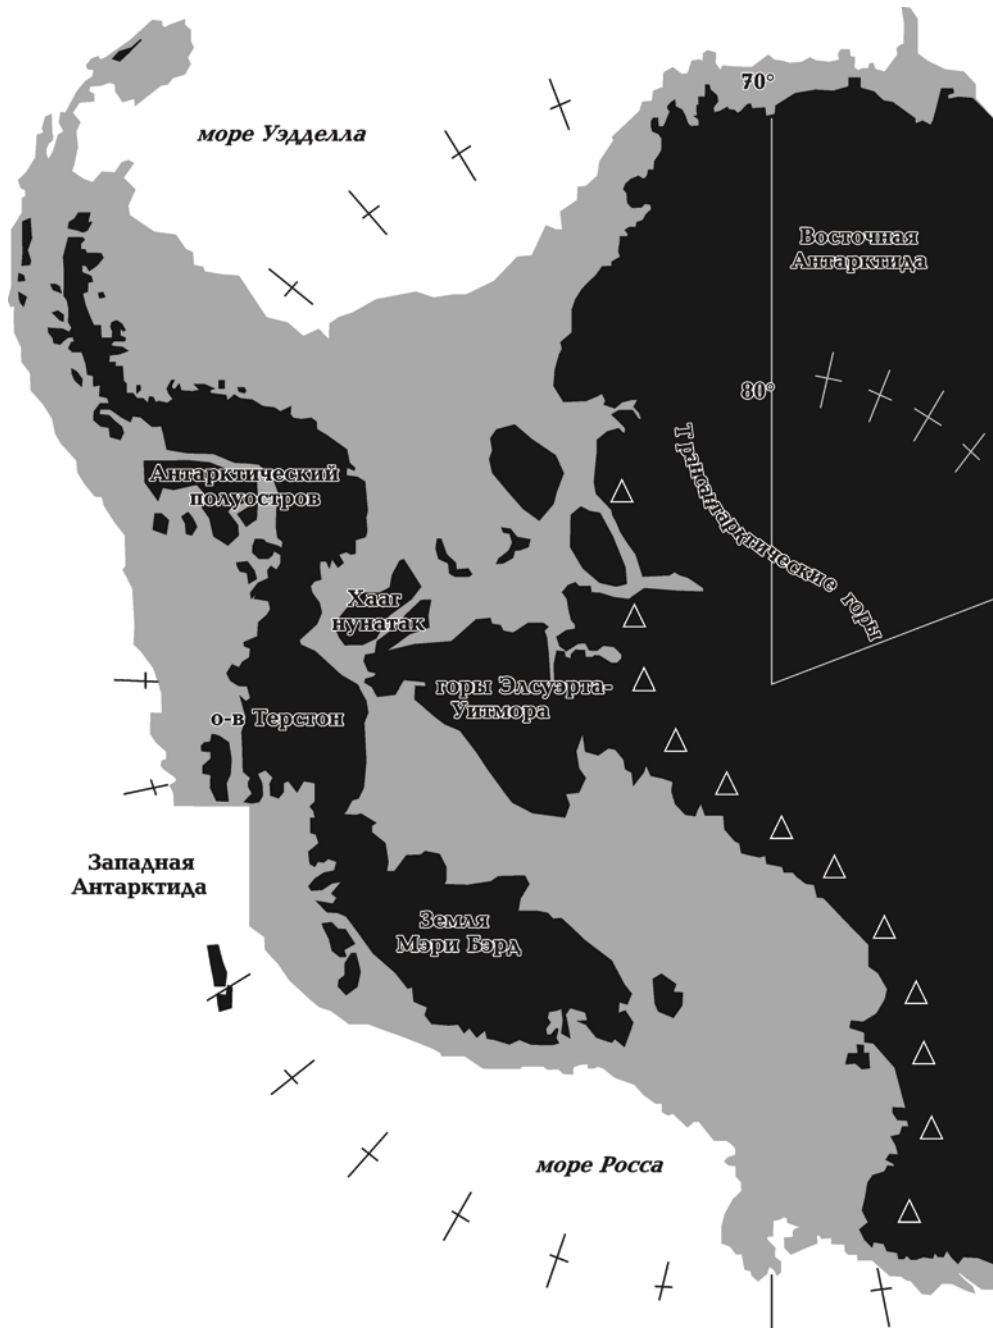 70°
море Уэдделла
Восточная
Антарктида
80°
Трансантарктические горы
Антарктический
полуостров
Хааг
нунатак
горы Элсуэрта-
Уитмора
о-в Терстон
Западная
Антарктида
Земля
Мэри Бэрд
море Росса